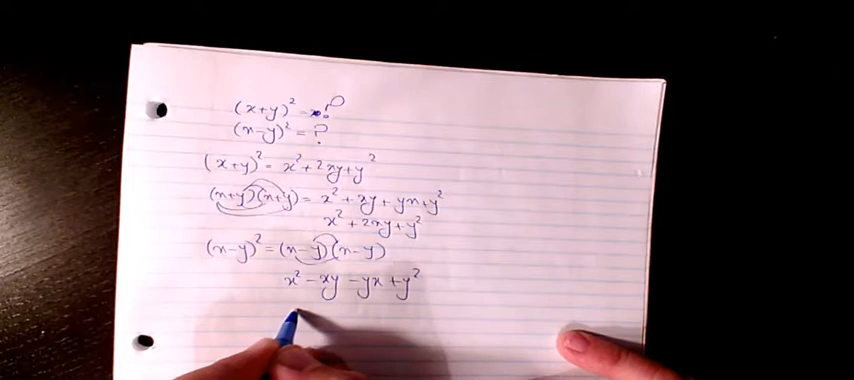 (x+y)² = ?
(x-y)² = ?
(x+y)² = x²+2xy+y²
(x+y)(x+y) = x² + xy + yx+y²
x² + 2xy+y²
(x-y)² = (x-y)(x-y)
x² - xy - yx + y²